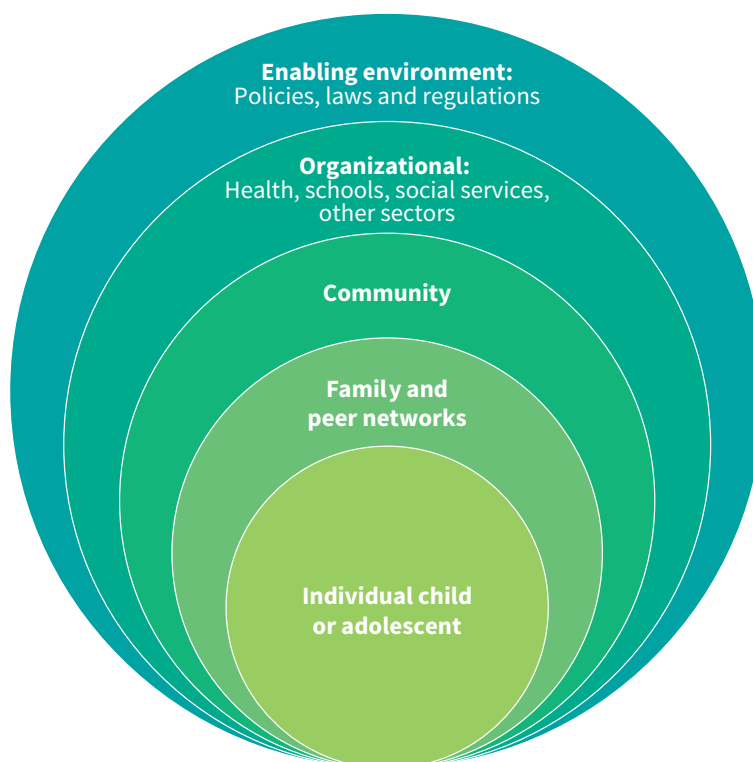 Enabling environment:
Policies, laws and regulations
Organizational:
Health, schools, social services,
other sectors
Community
Family and
peer networks
Individual child
or adolescent